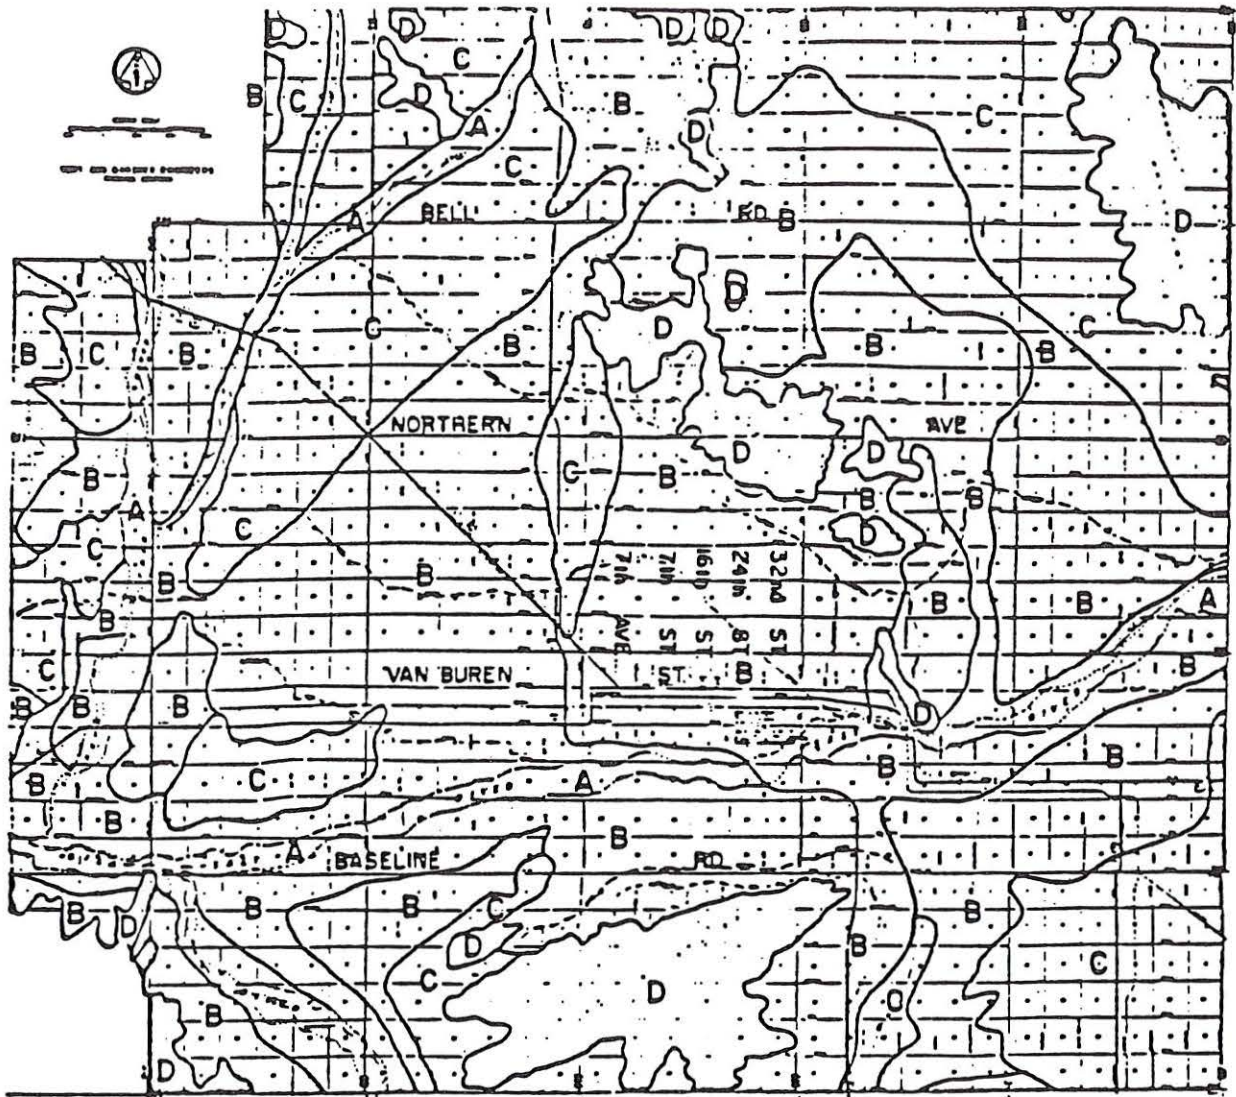 D D D D
C
C B C D
B D
A D
C C
A BELL RD B D
D
C D C
B C B B B B
NORTHERN AVE
B C B D D
A B B
C C D
B B
7th AVE
7th ST
16th ST
24th ST
32nd ST
B B B A
C
VAN BUREN ST B B
B B B D
B C A B B
B B
A BASELINE RD
B D B B C D B B
C D C
B C
D